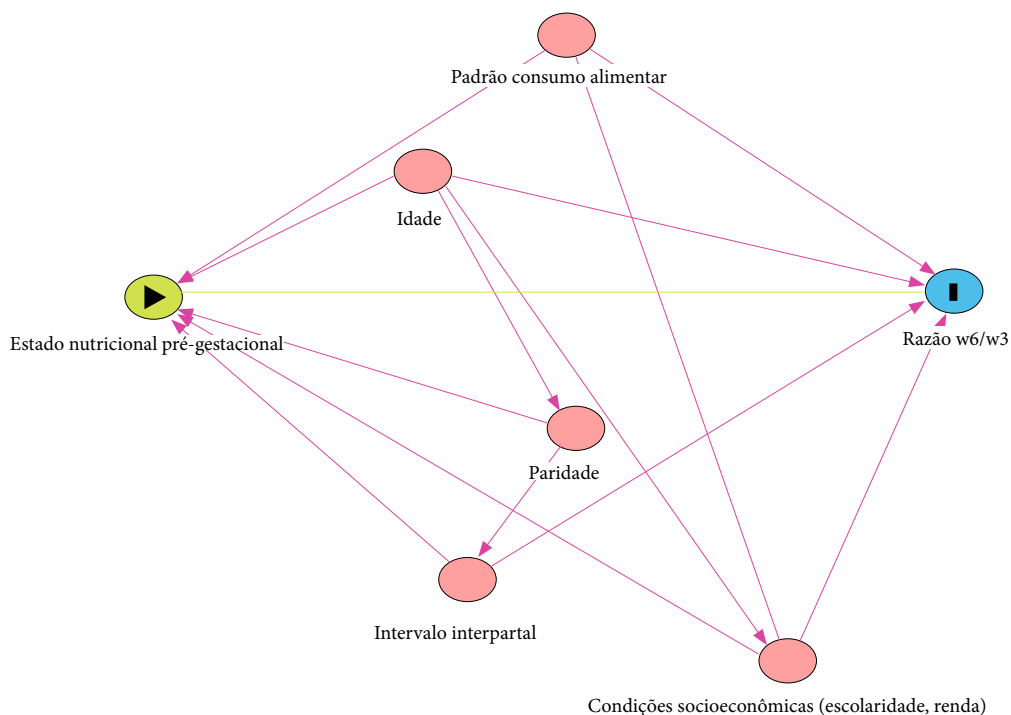 Padrão consumo alimentar
Idade
Estado nutricional pré-gestacional
Razão w6/w3
Paridade
Intervalo interpartal
Condições socioeconômicas (escolaridade, renda)